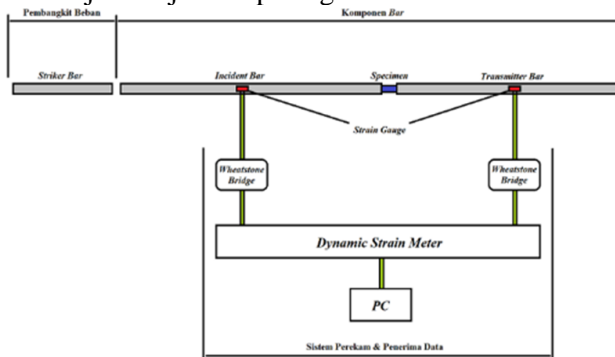 Pembangkit Beban
Komponen Bar
Striker Bar
Incident Bar
Specimen
Transmitter Bar
Strain Gauge
Wheatstone
Bridge
Wheatstone
Bridge
Dynamic Strain Meter
PC
Sistem Perekam & Penerima Data